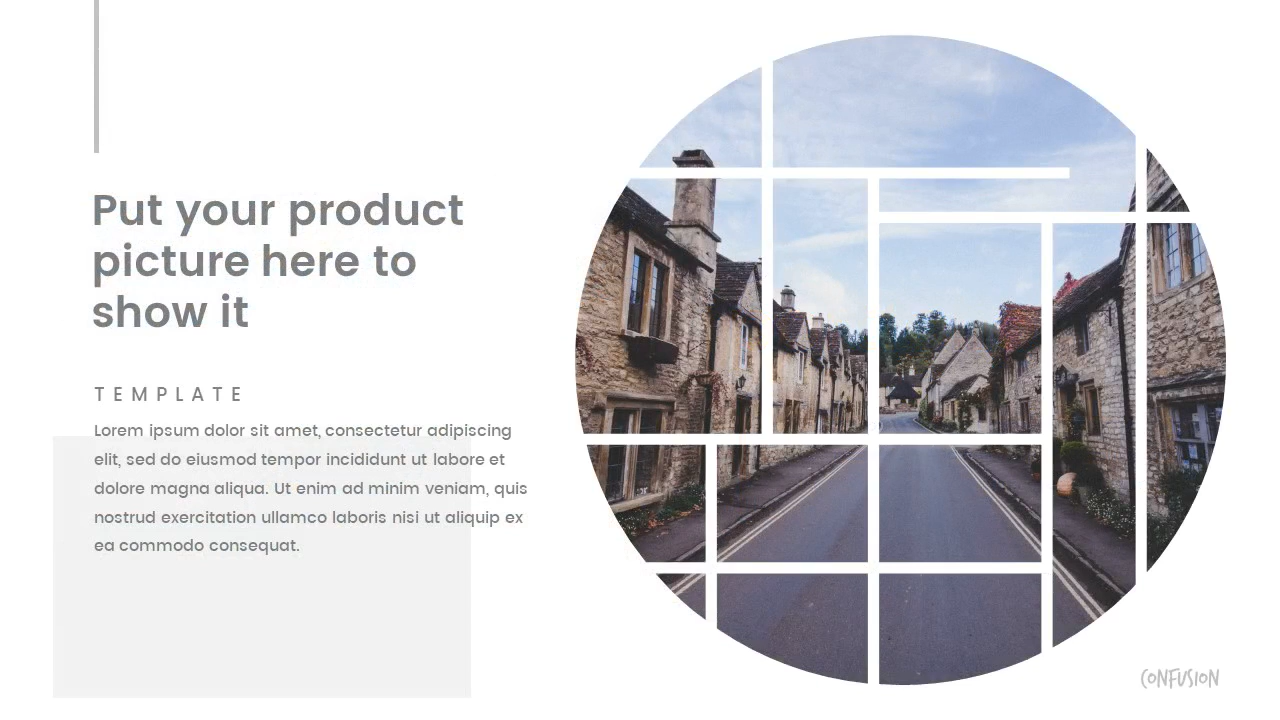 Put your product
picture here to
show it
TEMPLATE
Lorem ipsum dolor sit amet, consectetur adipiscing
elit, sed do eiusmod tempor incididunt ut labore et
dolore magna aliqua. Ut enim ad minim veniam, quis
nostrud exercitation ullamco laboris nisi ut aliquip ex
ea commodo consequat.
CONFUSION